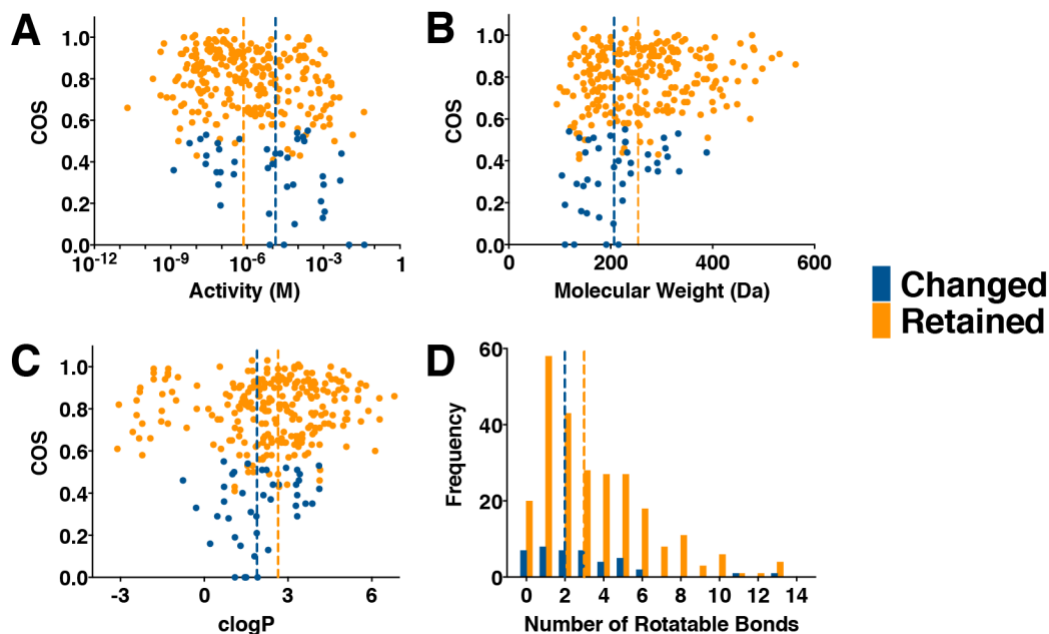 A
COS
1.0
0.8
0.6
0.4
0.2
0.0
10-12 10-9 10-6 10-3 1
Activity (M)
B
COS
1.0
0.8
0.6
0.4
0.2
0.0
0 200 400 600
Molecular Weight (Da)
Changed
Retained
C
COS
1.0
0.8
0.6
0.4
0.2
0.0
-3 0 3 6
clogP
D
Frequency
60
40
20
0
0 2 4 6 8 10 12 14
Number of Rotatable Bonds